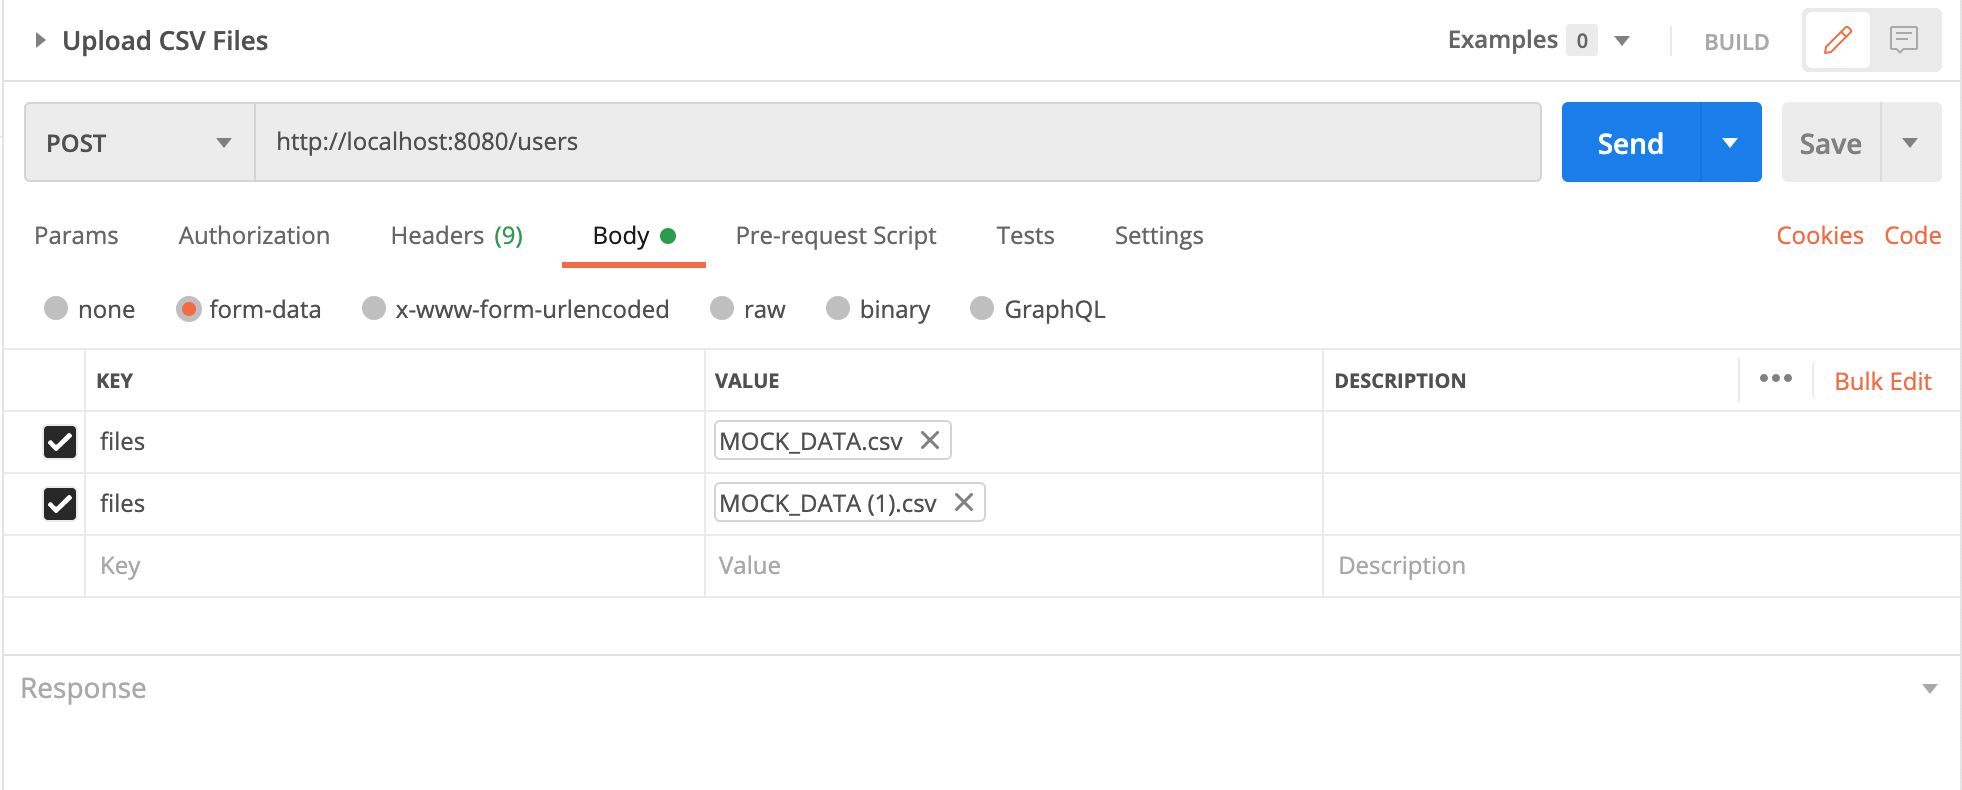 Upload CSV Files Examples 0 BUILD
POST http://localhost:8080/users Send Save
Params Authorization Headers (9) Body Pre-request Script Tests Settings Cookies Code
none form-data x-www-form-urlencoded raw binary GraphQL
KEY VALUE DESCRIPTION ••• Bulk Edit
files MOCK_DATA.csv
files MOCK_DATA (1).csv
Key Value Description
Response